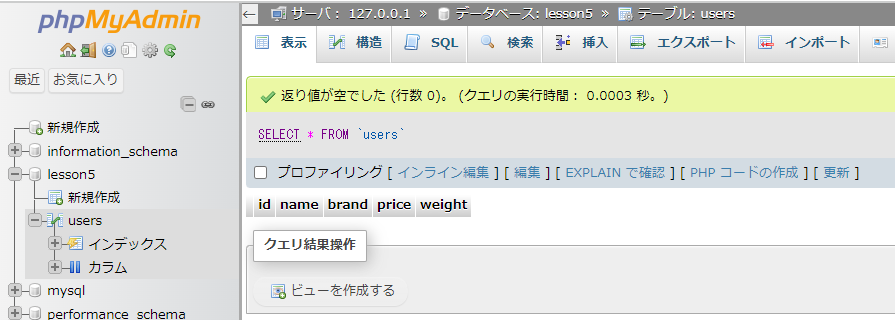 phpMyAdmin
最近 お気に入り
新規作成
information_schema
lesson5
新規作成
users
インデックス
カラム
mysql
performance_schema
サーバ： 127.0.0.1 » データベース: lesson5 » テーブル: users
表示 構造 SQL 検索 挿入 エクスポート インポート
返り値が空でした (行数 0)。 (クエリの実行時間： 0.0003 秒。)
SELECT * FROM `users`
プロファイリング [ インライン編集 ] [ 編集 ] [ EXPLAIN で確認 ] [ PHP コードの作成 ] [ 更新 ]
id name brand price weight
クエリ結果操作
ビューを作成する